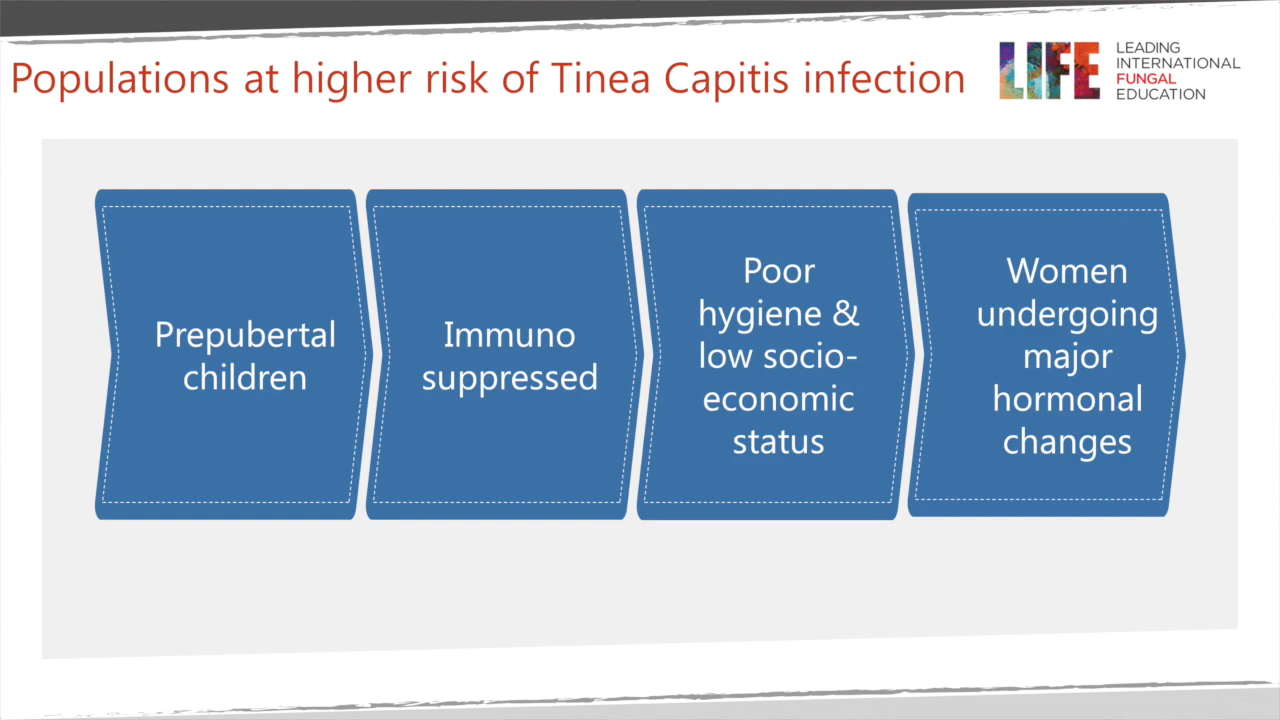 Populations at higher risk of Tinea Capitis infection
LIFE
LEADING
INTERNATIONAL
FUNGAL
EDUCATION
Prepubertal
children
Immuno
suppressed
Poor
hygiene &
low socio-
economic
status
Women
undergoing
major
hormonal
changes